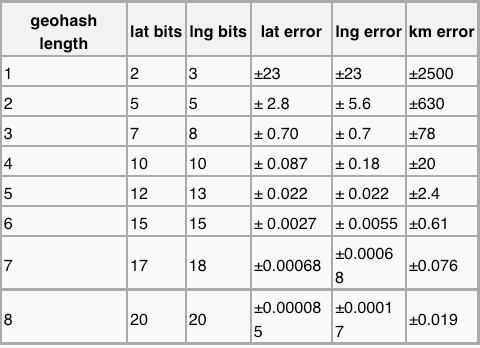 geohash length lat bits lng bits lat error lng error km error
1 2 3 ±23 ±23 ±2500
2 5 5 ± 2.8 ± 5.6 ±630
3 7 8 ± 0.70 ± 0.7 ±78
4 10 10 ± 0.087 ± 0.18 ±20
5 12 13 ± 0.022 ± 0.022 ±2.4
6 15 15 ± 0.0027 ± 0.0055 ±0.61
7 17 18 ±0.00068 ±0.00068 ±0.076
8 20 20 ±0.000085 ±0.00017 ±0.019